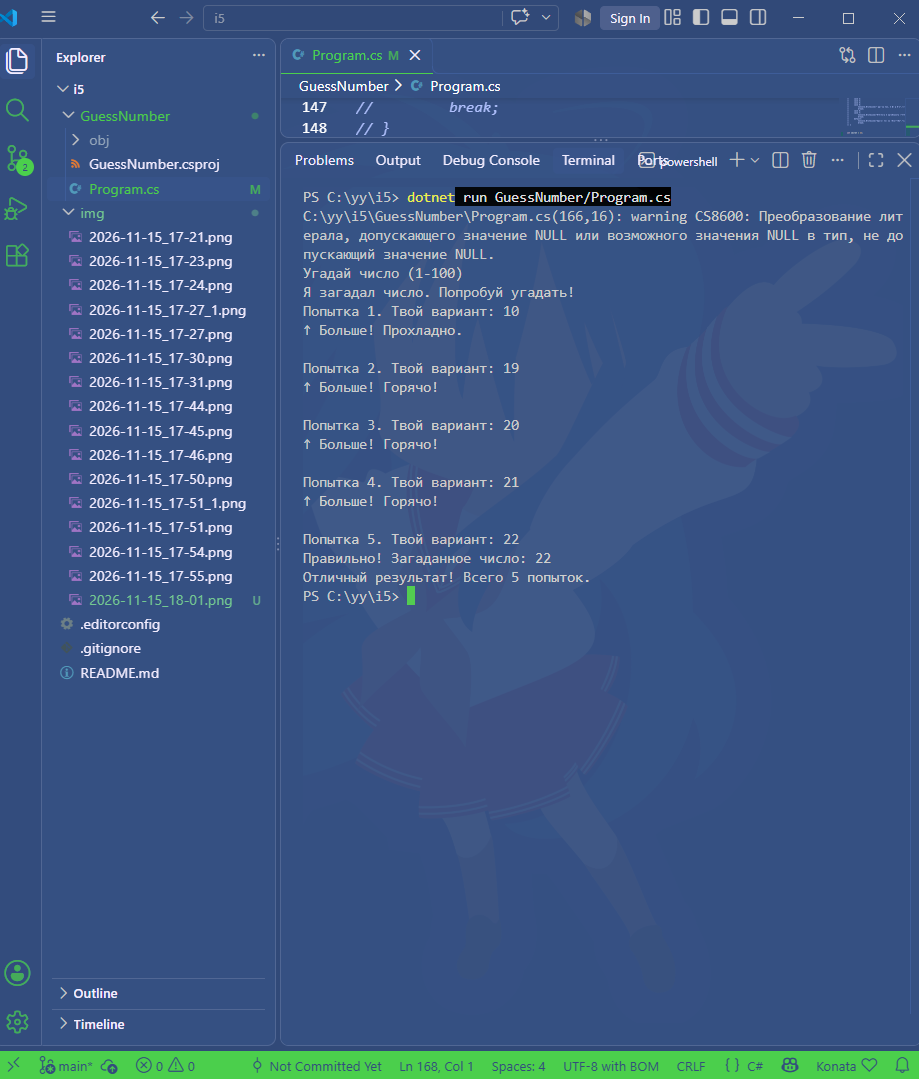 i5
Sign In
Explorer
i5
GuessNumber
obj
GuessNumber.csproj
Program.cs M
img
2026-11-15_17-21.png
2026-11-15_17-23.png
2026-11-15_17-24.png
2026-11-15_17-27_1.png
2026-11-15_17-27.png
2026-11-15_17-30.png
2026-11-15_17-31.png
2026-11-15_17-44.png
2026-11-15_17-45.png
2026-11-15_17-46.png
2026-11-15_17-50.png
2026-11-15_17-51_1.png
2026-11-15_17-51.png
2026-11-15_17-54.png
2026-11-15_17-55.png
2026-11-15_18-01.png U
.editorconfig
.gitignore
README.md
Outline
Timeline
2
Program.cs M
GuessNumber > Program.cs
147 // break;
148 // }
Problems Output Debug Console Terminal Ports powershell
PS C:\yy\i5> dotnet run GuessNumber/Program.cs
C:\yy\i5\GuessNumber\Program.cs(166,16): warning CS8600: Преобразование лит
ерала, допускающего значение NULL или возможного значения NULL в тип, не до
пускающий значение NULL.
Угадай число (1-100)
Я загадал число. Попробуй угадать!
Попытка 1. Твой вариант: 10
↑ Больше! Прохладно.
Попытка 2. Твой вариант: 19
↑ Больше! Горячо!
Попытка 3. Твой вариант: 20
↑ Больше! Горячо!
Попытка 4. Твой вариант: 21
↑ Больше! Горячо!
Попытка 5. Твой вариант: 22
Правильно! Загаданное число: 22
Отличный результат! Всего 5 попыток.
PS C:\yy\i5>
main* 0 0 Not Committed Yet Ln 168, Col 1 Spaces: 4 UTF-8 with BOM CRLF { } C# Konata